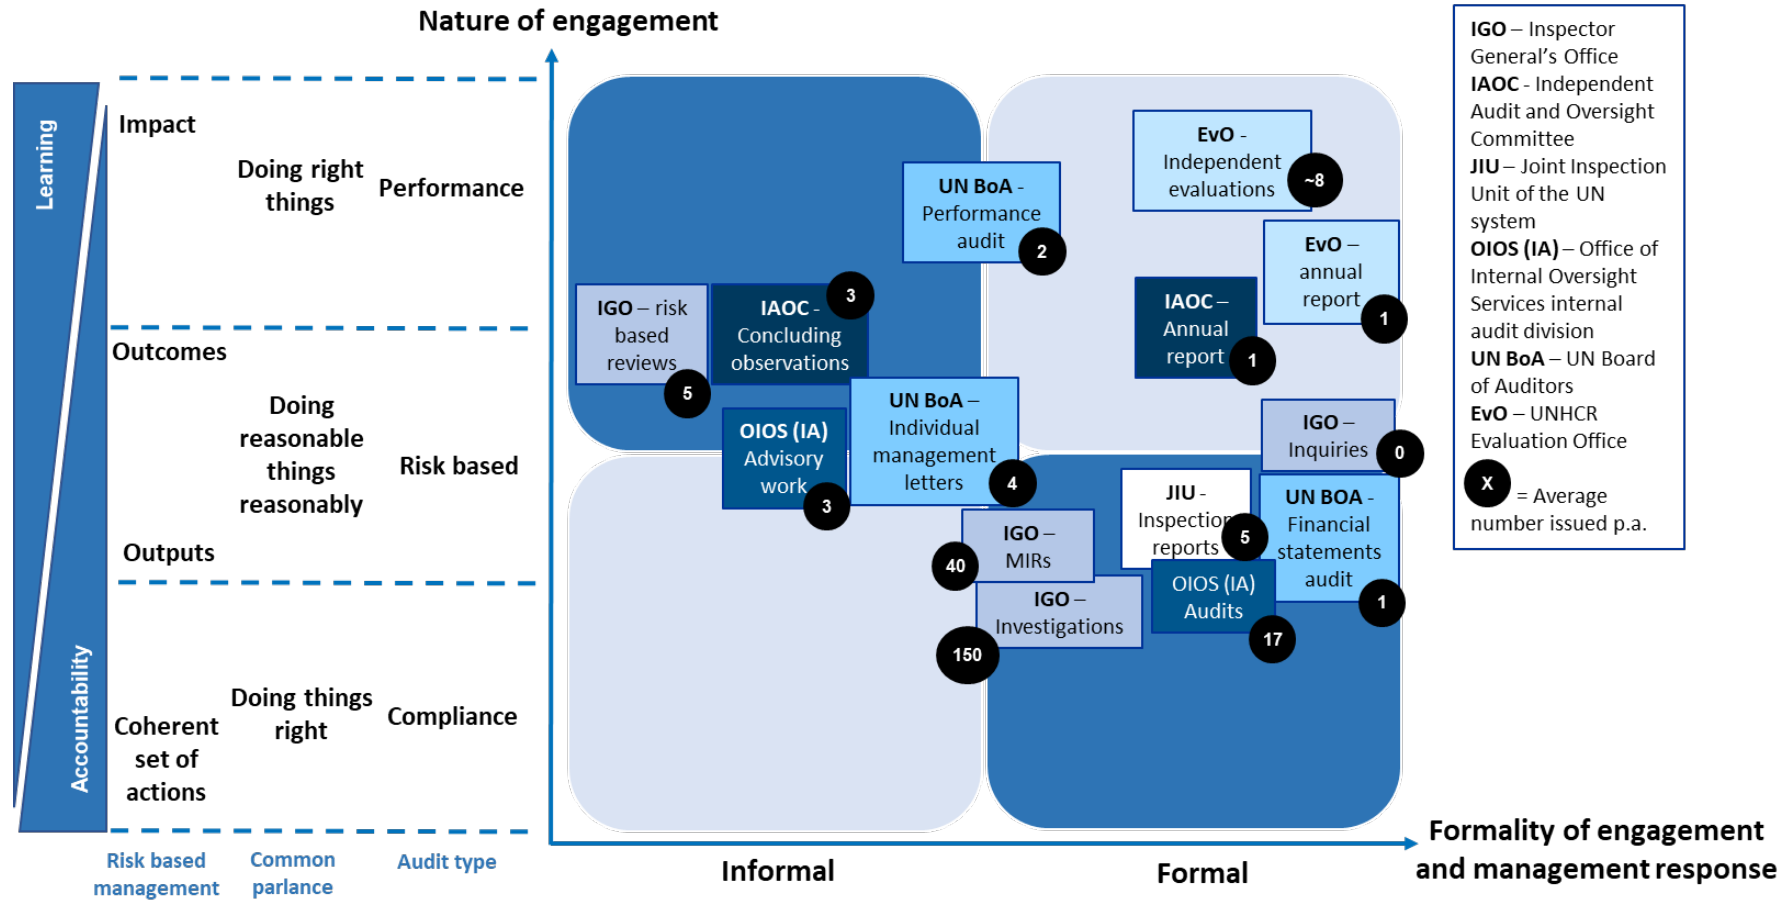 Nature of engagement
Learning
Accountability
Impact
Doing right
things
Performance
Outcomes
Doing
reasonable
things
reasonably
Risk based
Outputs
Doing things
right
Compliance
Coherent
set of
actions
Risk based
management
Common
parlance
Audit type
EvO -
Independent
evaluations
~8
UN BoA -
Performance
audit
2
EvO –
annual
report
1
IGO – risk
based
reviews
5
IAOC -
Concluding
observations
3
IAOC –
Annual
report
1
OIOS (IA)
Advisory
work
3
UN BoA –
Individual
management
letters
4
IGO –
Inquiries
0
JIU -
Inspection
reports
5
UN BOA -
Financial
statements
audit
1
IGO –
MIRs
40
OIOS (IA)
Audits
17
IGO –
Investigations
150
Informal
Formal
Formality of engagement
and management response
IGO – Inspector
General's Office
IAOC - Independent
Audit and Oversight
Committee
JIU – Joint Inspection
Unit of the UN
system
OIOS (IA) – Office of
Internal Oversight
Services internal
audit division
UN BoA – UN Board
of Auditors
EvO – UNHCR
Evaluation Office
X = Average
number issued p.a.